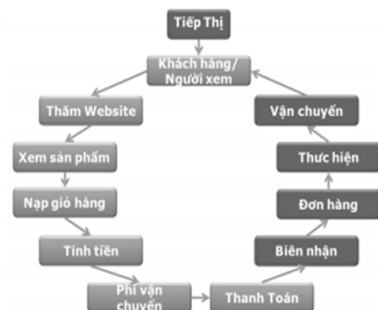 Tiếp Thị
Khách hàng/
Người xem
Thăm Website
Vận chuyển
Xem sản phẩm
Thực hiện
Nạp giỏ hàng
Đơn hàng
Tính tiền
Biên nhận
Phí vận
chuyển
Thanh Toán